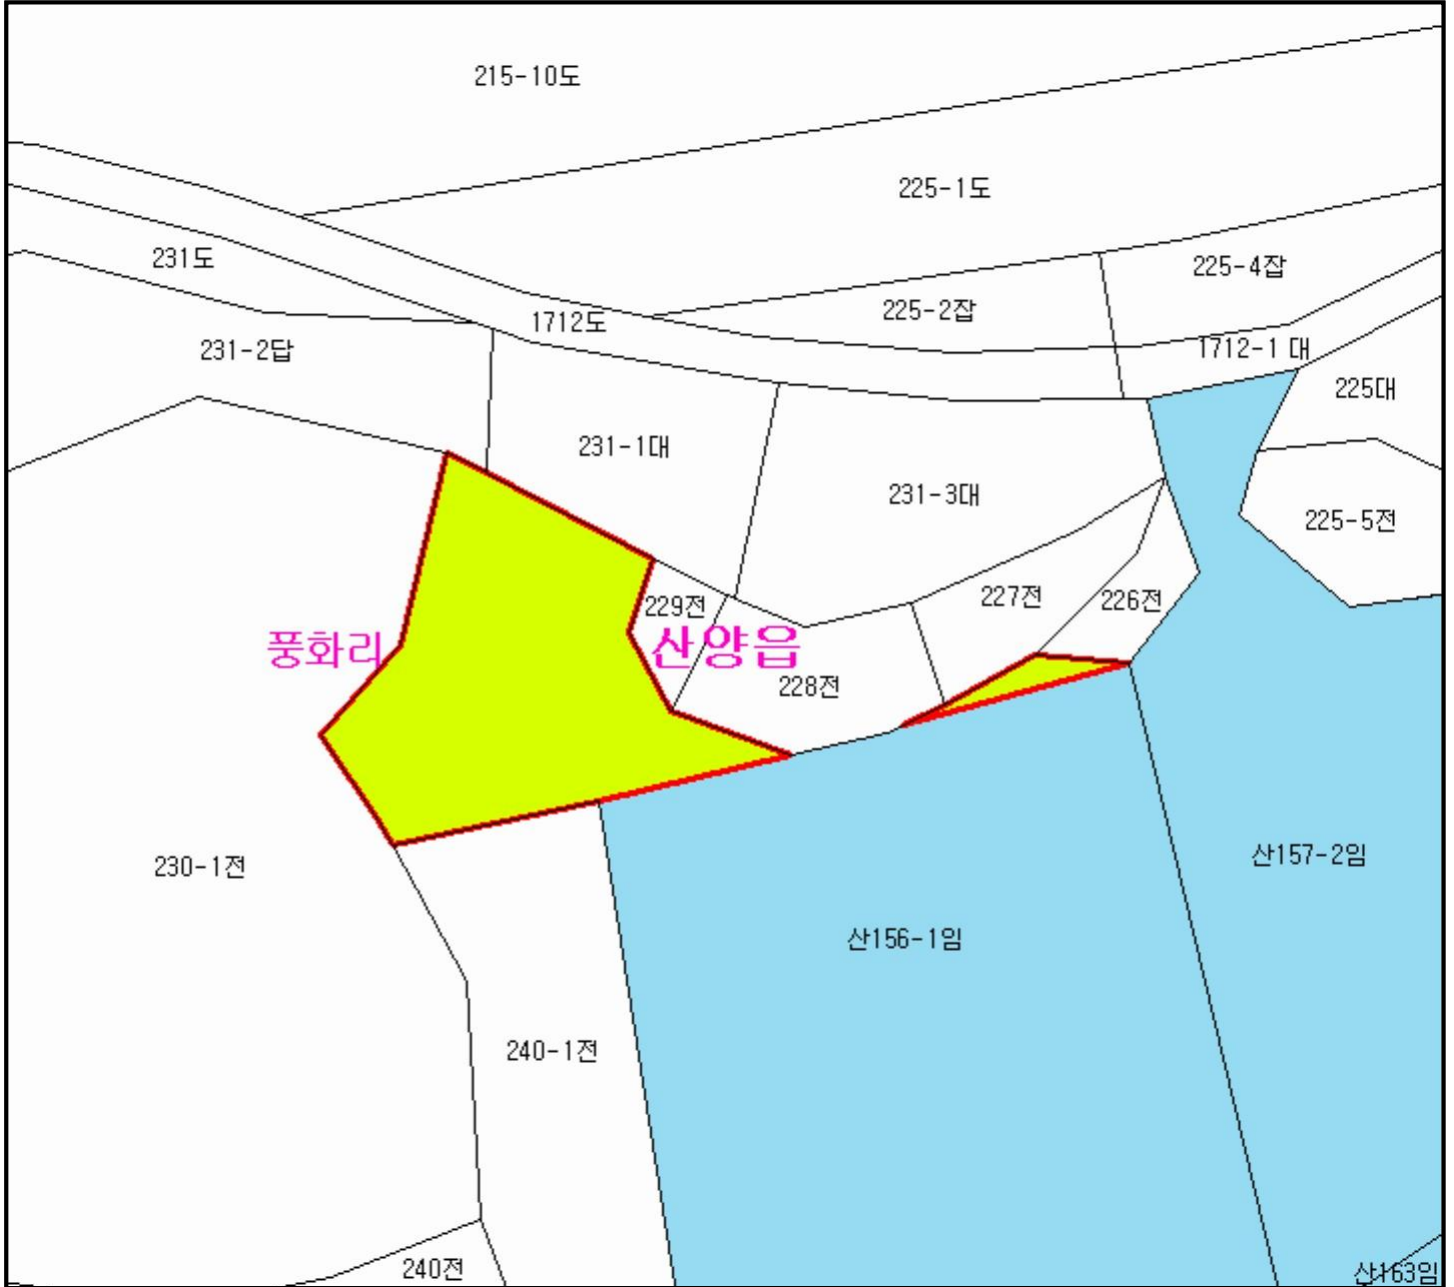 215-10도
225-1도
231도
225-4잡
225-2잡
1712도
231-2답
1712-1 대
225대
231-1대
231-3대
225-5전
229전
227전
226전
풍화리
산양읍
228전
230-1전
산157-2임
산156-1임
240-1전
240전
산163임